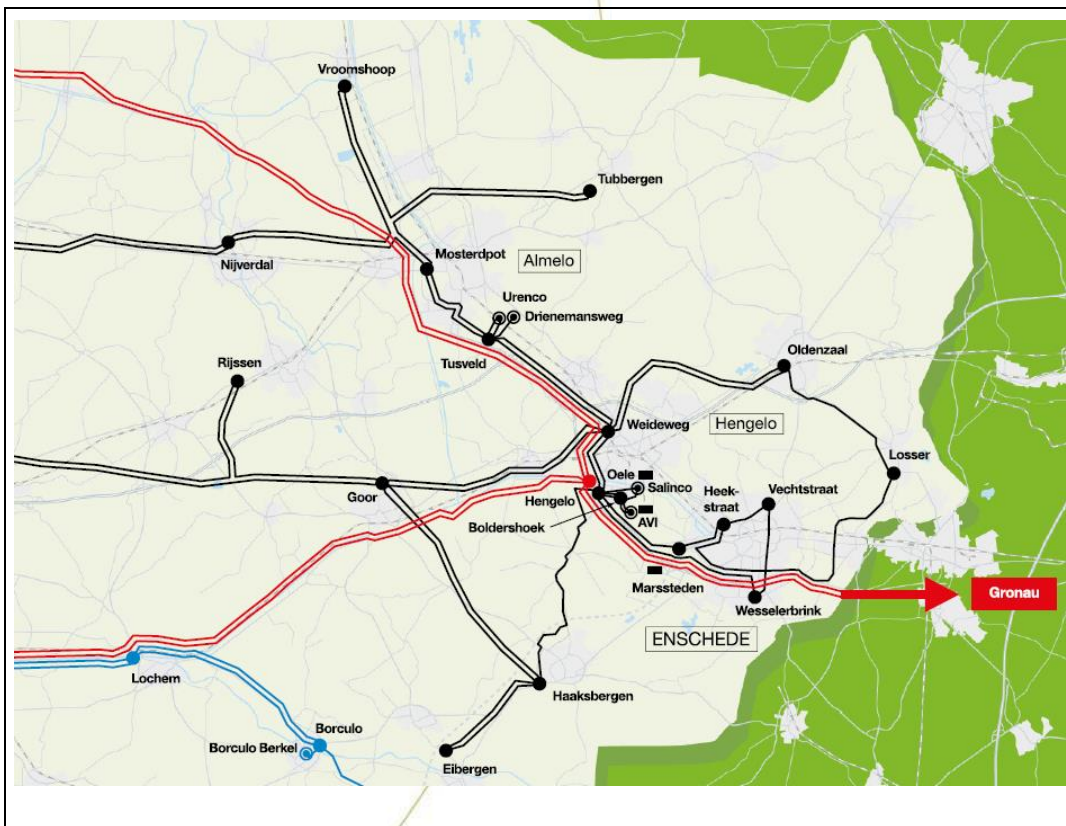 Vroomshoop
Tubbergen
Nijverdal
Mosterdpot
Almelo
Urenco
Drienemansweg
Tusveld
Rijssen
Oldenzaal
Weideweg
Hengelo
Losser
Goor
Oele
Salinco
Hengelo
Heek-
straat
Vechtstraat
Boldershoek
AVI
Marssteden
Wesselerbrink
Gronau
ENSCHEDE
Lochem
Haaksbergen
Borculo
Borculo Berkel
Eibergen